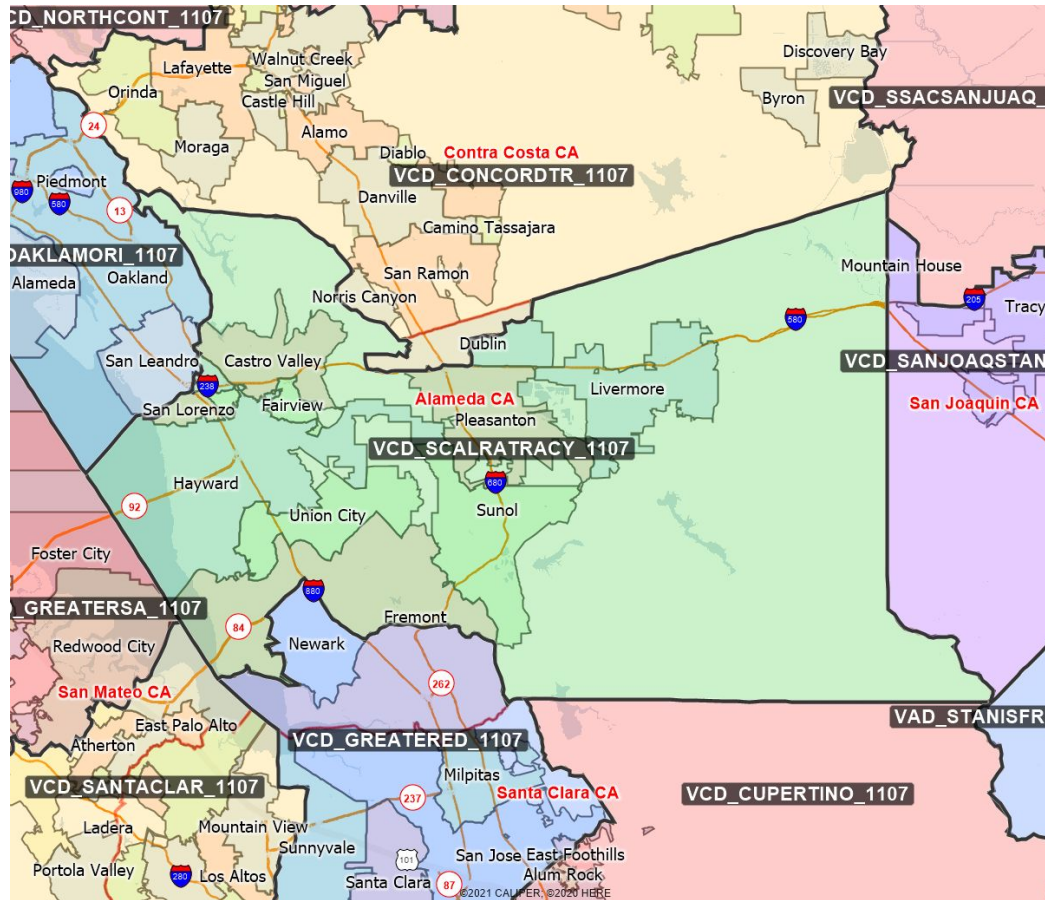 CD_NORTHCONT_1107
Walnut Creek
Lafayette
San Miguel
Discovery Bay
Orinda
Castle Hill
Byron
VCD_SSACSANJUAQ_
24
Alamo
Moraga
Diablo
Contra Costa CA
VCD_CONCORDTR_1107
Piedmont
980
580
13
Danville
Camino Tassajara
OAKLAMORI_1107
Alameda
Oakland
San Ramon
Mountain House
Norris Canyon
205
Tracy
580
Dublin
San Leandro
Castro Valley
VCD_SANJOAQSTAN
238
Livermore
San Lorenzo
Fairview
Alameda CA
San Joaquin CA
Pleasanton
VCD_SCALRATRACY_1107
Hayward
680
92
Union City
Sunol
Foster City
880
D_GREATERSA_1107
84
Fremont
Redwood City
Newark
San Mateo CA
262
East Palo Alto
VAD_STANISFR
Atherton
VCD_GREATERED_1107
Milpitas
VCD_SANTACLAR_1107
237
Santa Clara CA
VCD_CUPERTINO_1107
Ladera
Mountain View
Sunnyvale
San Jose
East Foothills
101
Portola Valley
280
Los Altos
Santa Clara
87
Alum Rock
©2021 CALIPER; ©2020 HERE